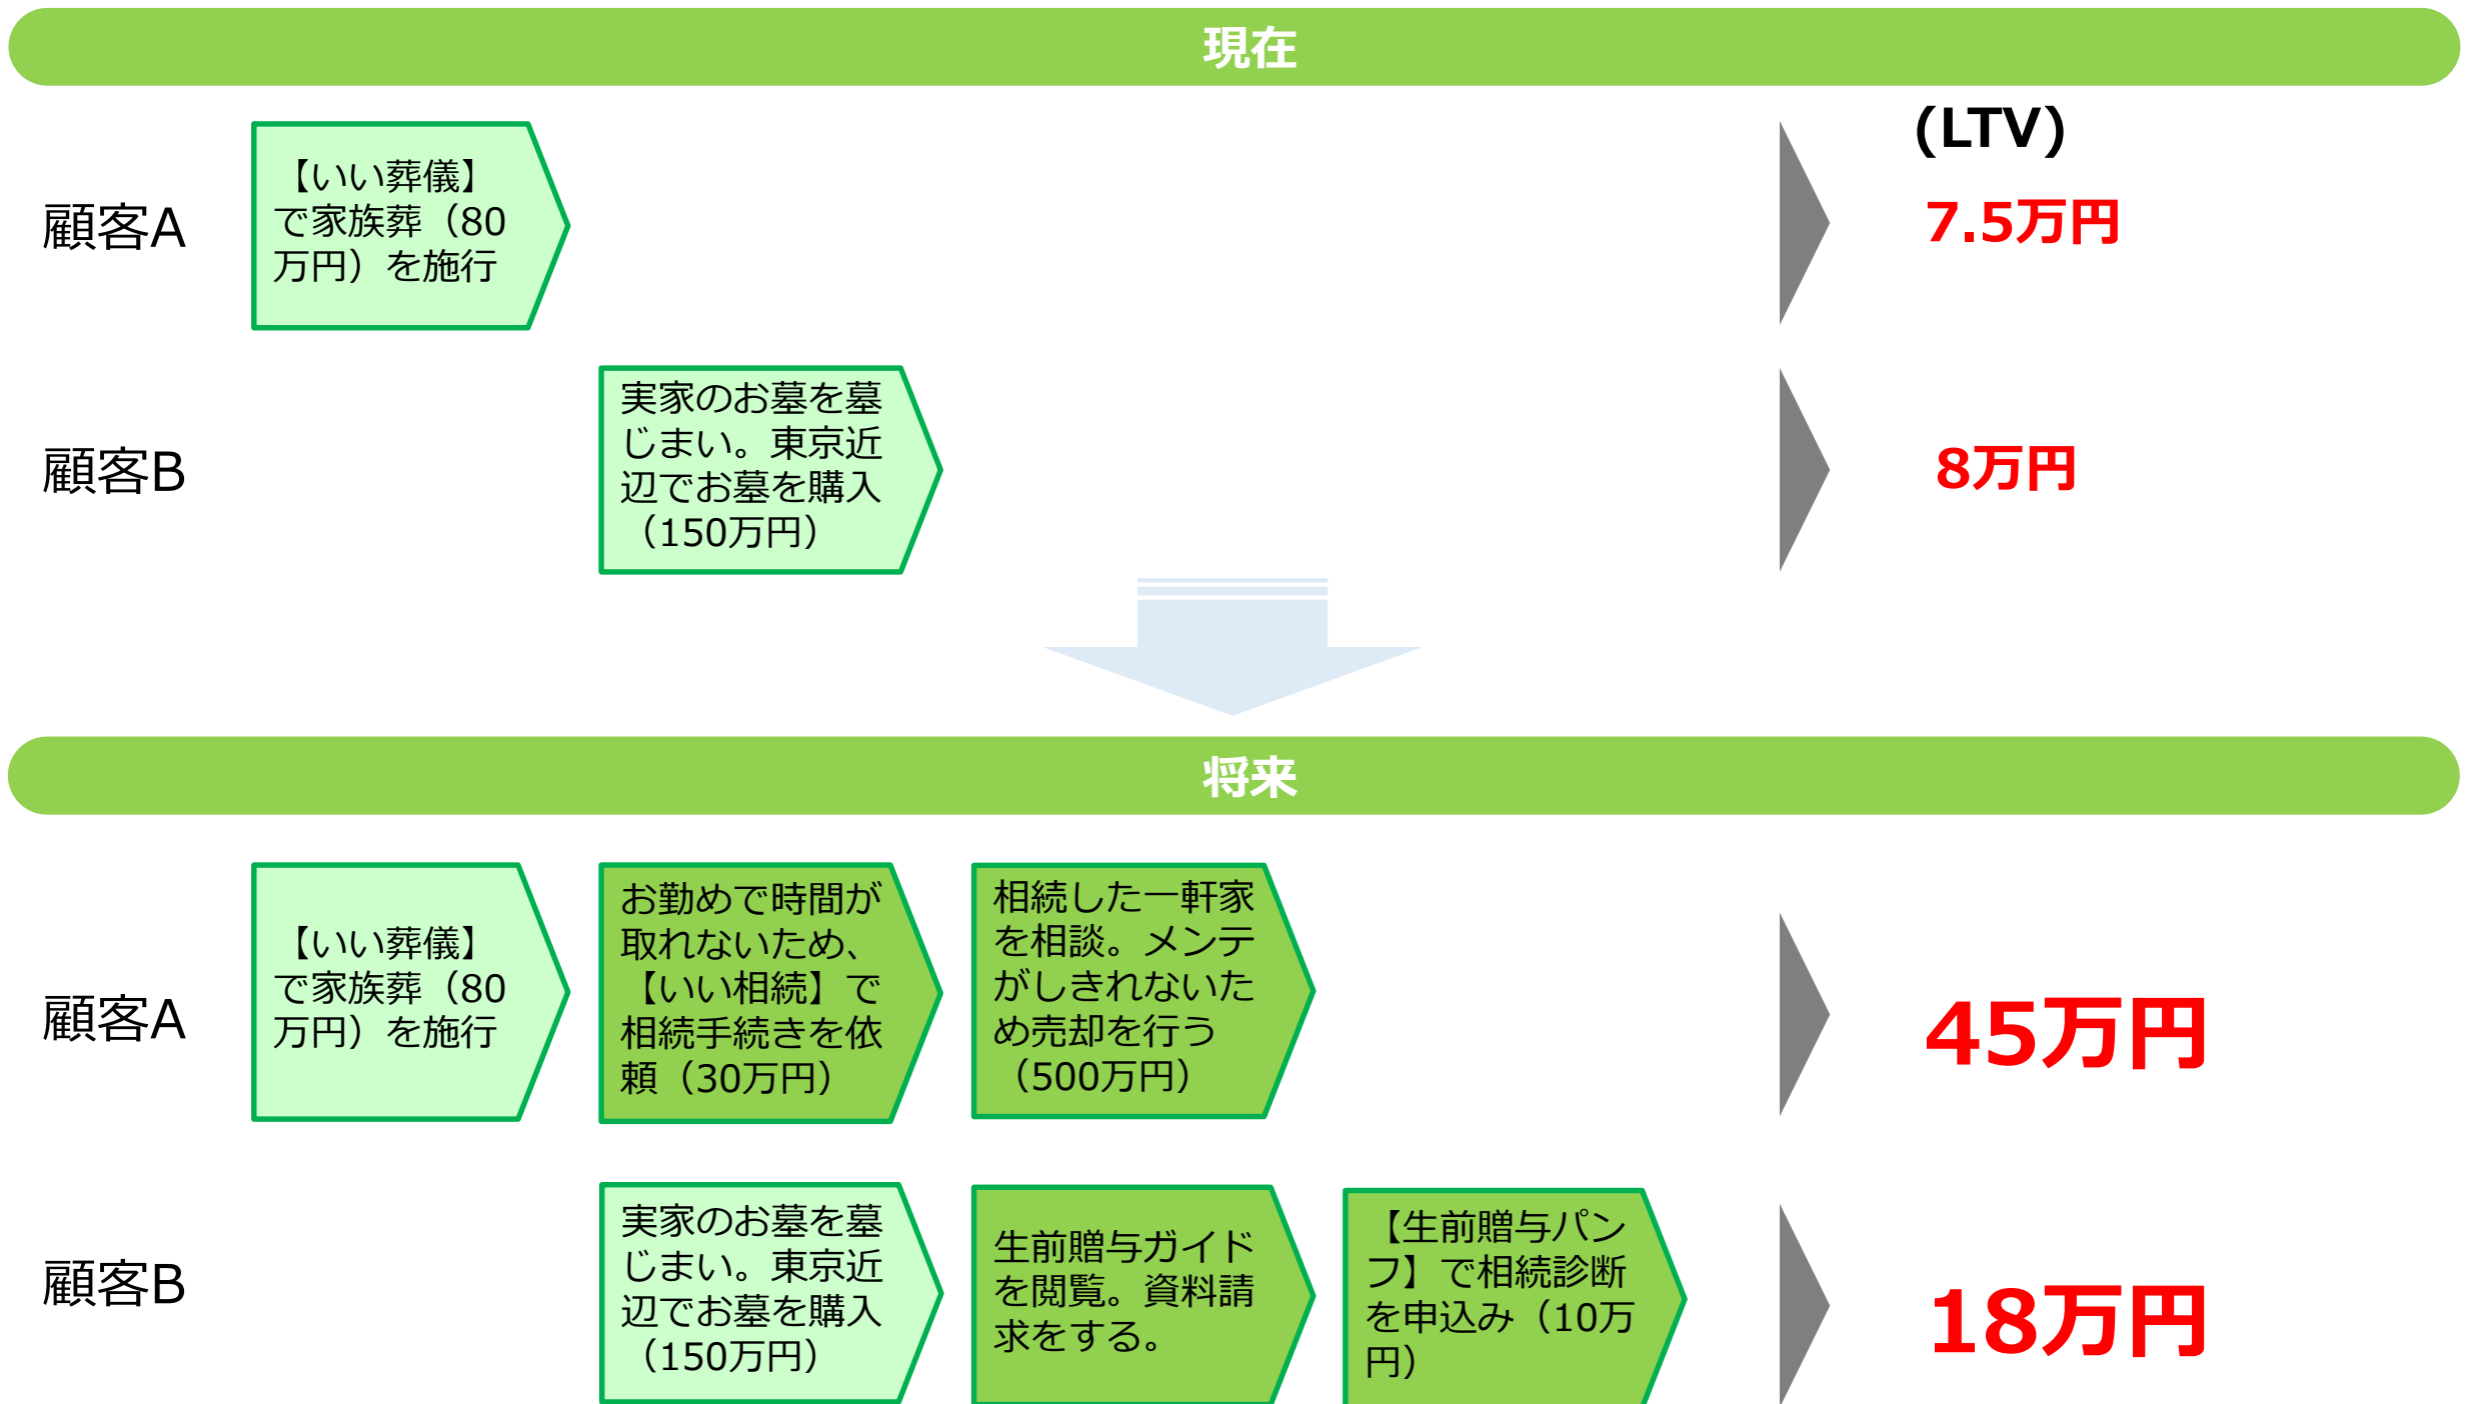 現在
(LTV)
顧客A
【いい葬儀】
で家族葬（80
万円）を施行
7.5万円
顧客B
実家のお墓を墓
じまい。東京近
辺でお墓を購入
（150万円）
8万円
将来
顧客A
【いい葬儀】
で家族葬（80
万円）を施行
お勤めで時間が
取れないため、
【いい相続】で
相続手続きを依
頼（30万円）
相続した一軒家
を相談。メンテ
がしきれないた
め売却を行う
（500万円）
45万円
顧客B
実家のお墓を墓
じまい。東京近
辺でお墓を購入
（150万円）
生前贈与ガイド
を閲覧。資料請
求をする。
【生前贈与パン
フ】で相続診断
を申込み（10万
円）
18万円